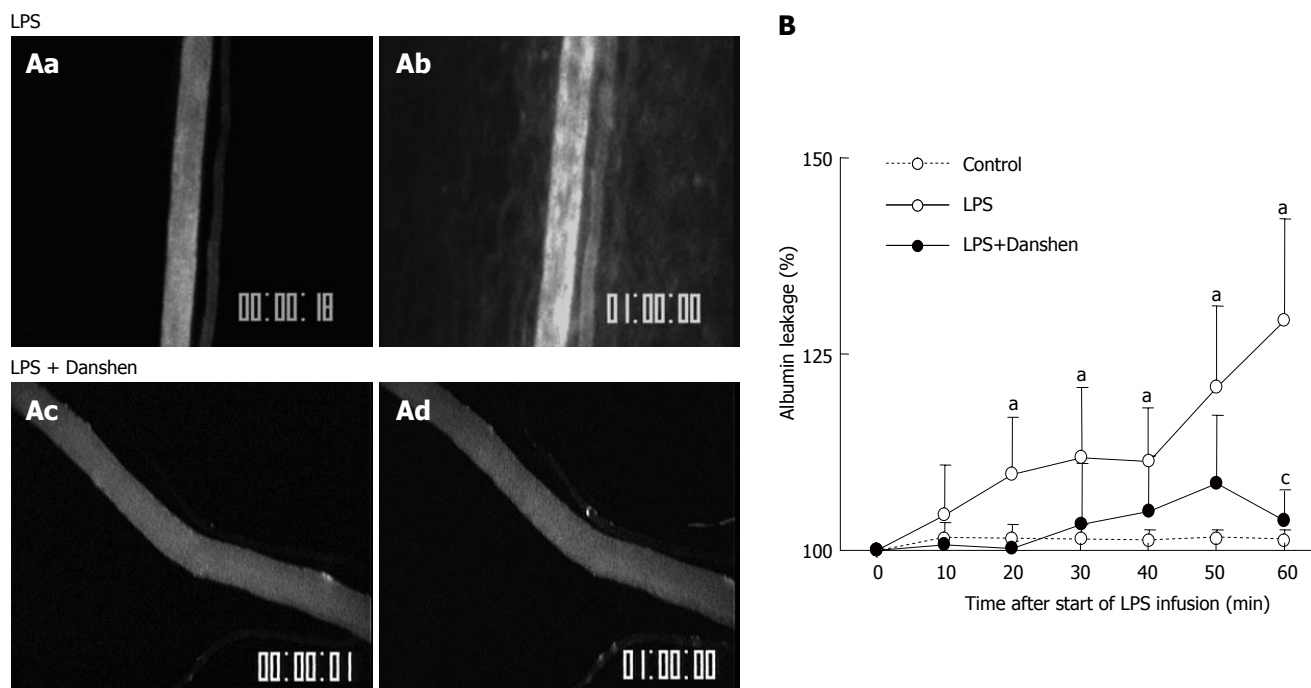 LPS
Aa
00:00:18
Ab
01:00:00
LPS + Danshen
Ac
00:00:01
Ad
01:00:00
B
150
125
100
Albumin leakage (%)
Control
LPS
LPS+Danshen
a
a
a
a
a
c
0 10 20 30 40 50 60
Time after start of LPS infusion (min)